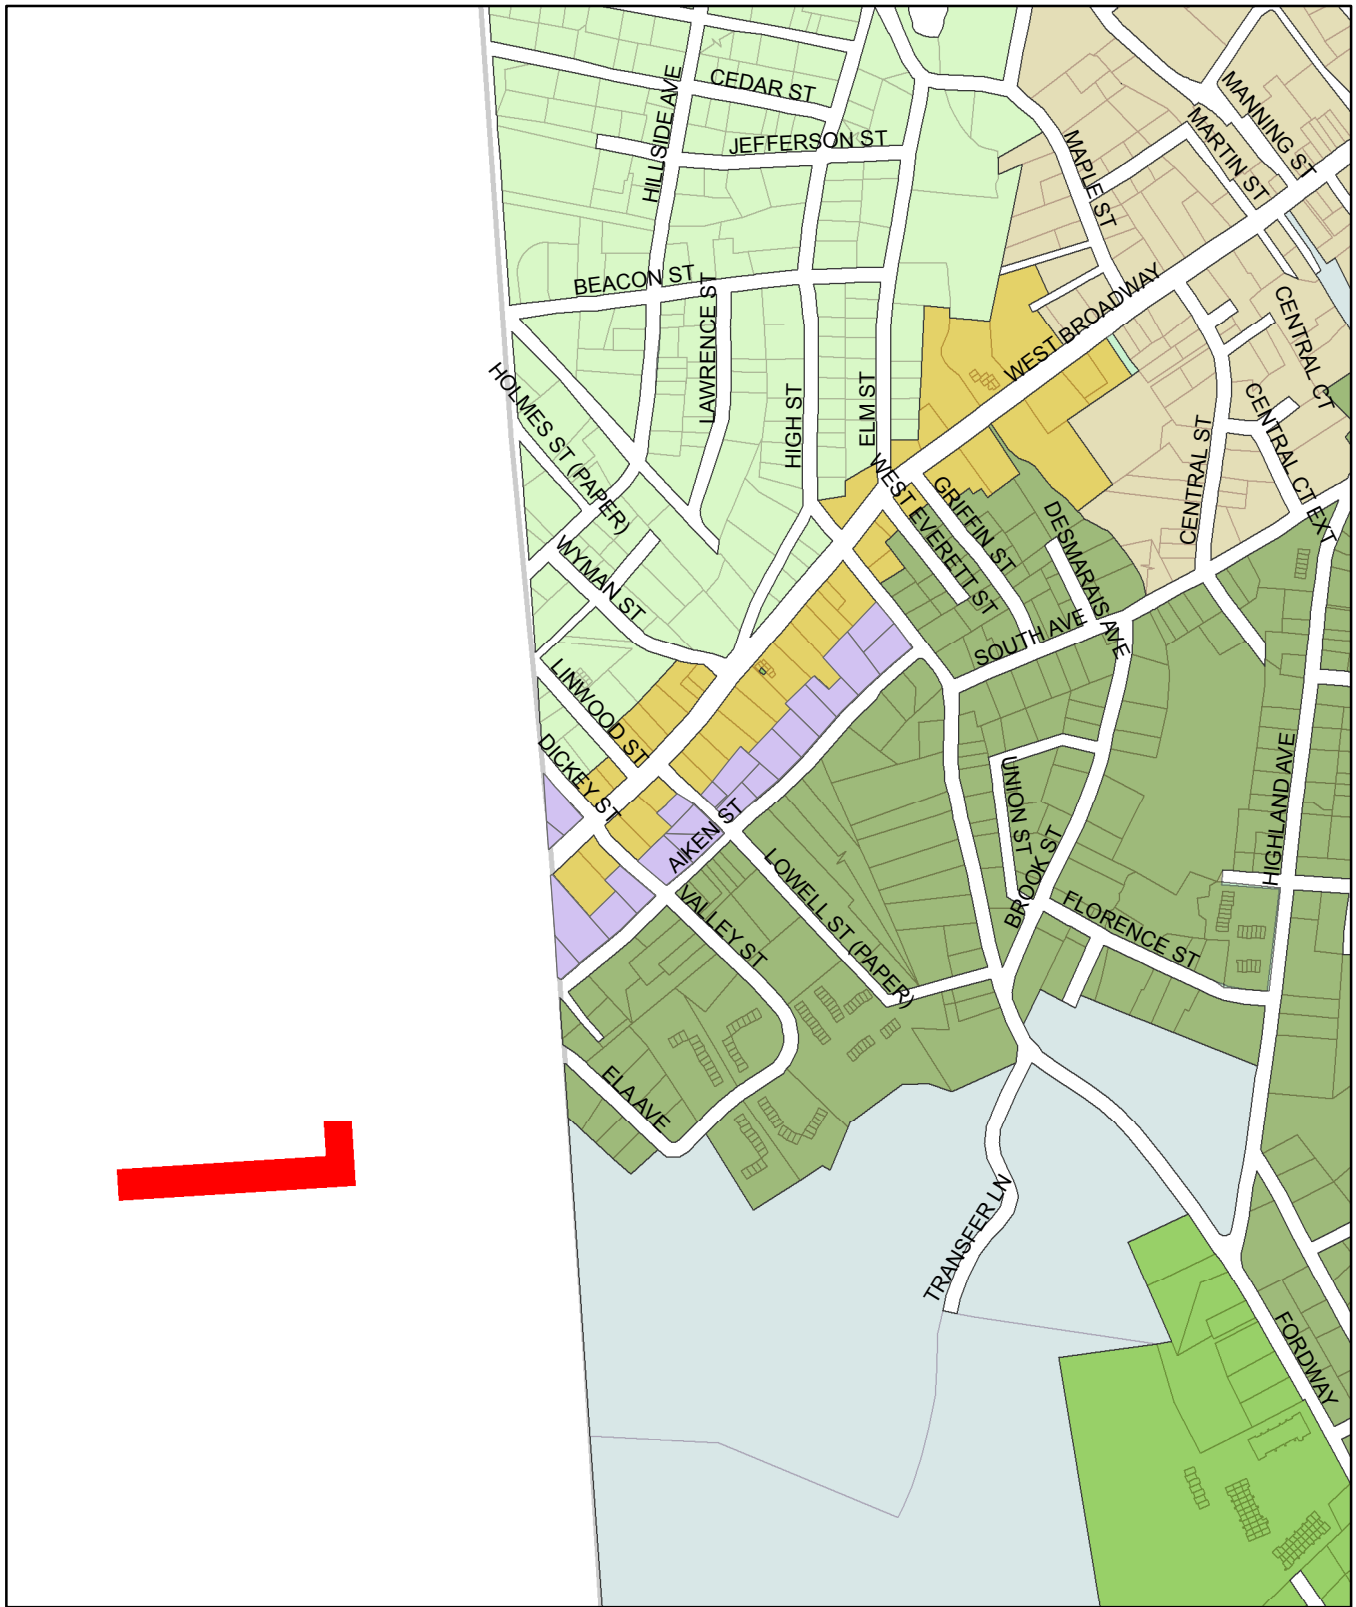 CEDAR ST
HILLSIDE AVE
JEFFERSON ST
MANNING ST
MARTIN ST
MAPLE ST
BEACON ST
LAWRENCE ST
WEST BROADWAY
CENTRAL CT
HOLMES ST (PAPER)
HIGH ST
ELM ST
CENTRAL ST
CENTRAL CT EXT
WEST EVERETT ST
GRIFFIN ST
DESMARAIS AVE
WYMAN ST
SOUTH AVE
LINWOOD ST
DICKEY ST
UNION ST
HIGHLAND AVE
AIKEN ST
BROOK ST
LOWELL ST (PAPER)
VALLEY ST
FLORENCE ST
ELA AVE
TRANSFER LN
FORDWAY